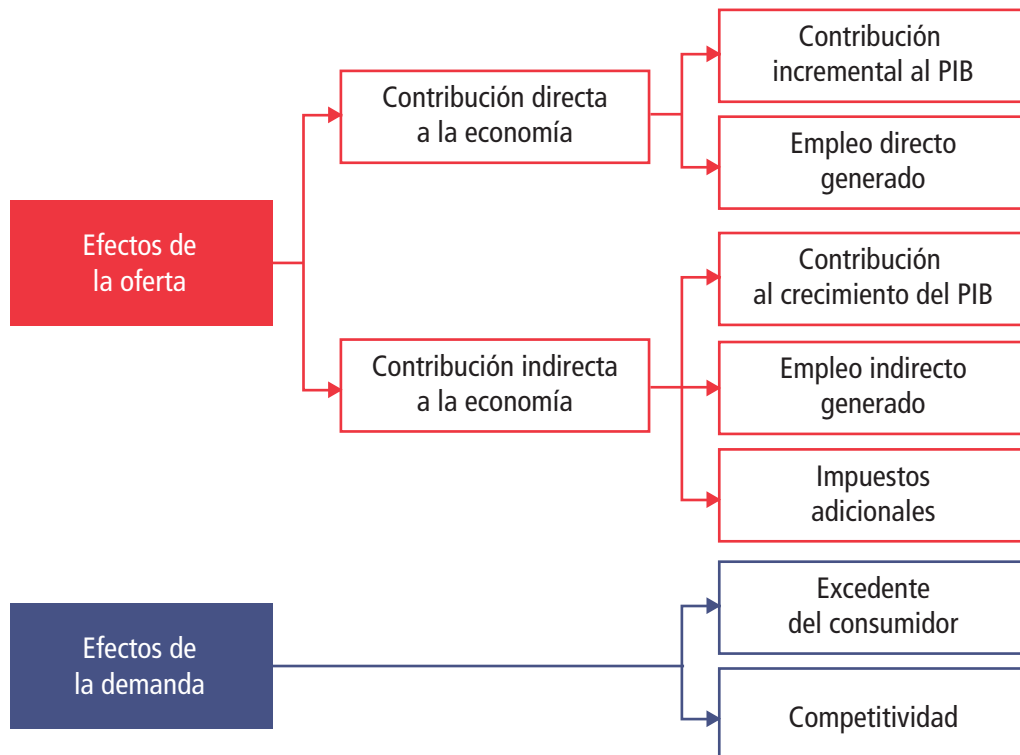 Efectos de
la oferta
Contribución directa
a la economía
Contribución
incremental al PIB
Empleo directo
generado
Contribución indirecta
a la economía
Contribución
al crecimiento del PIB
Empleo indirecto
generado
Impuestos
adicionales
Efectos de
la demanda
Excedente
del consumidor
Competitividad